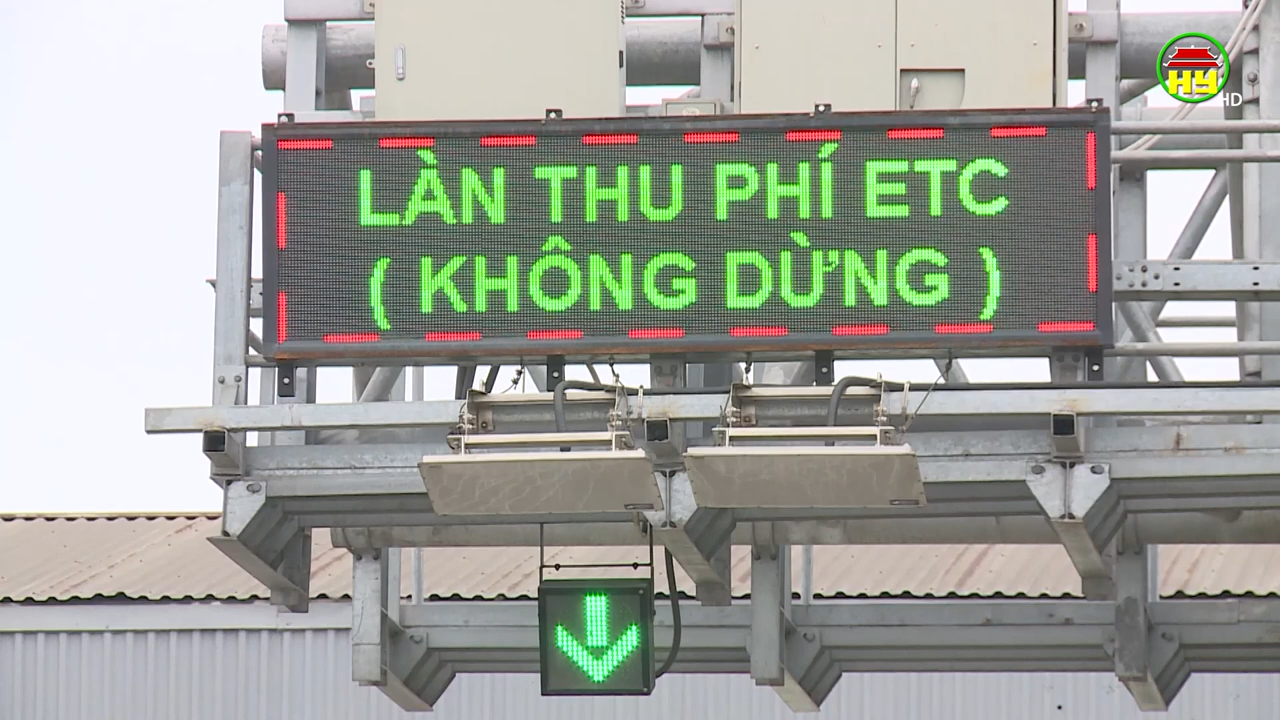 HY
HD
LÀN THU PHÍ ETC
( KHÔNG DỪNG )